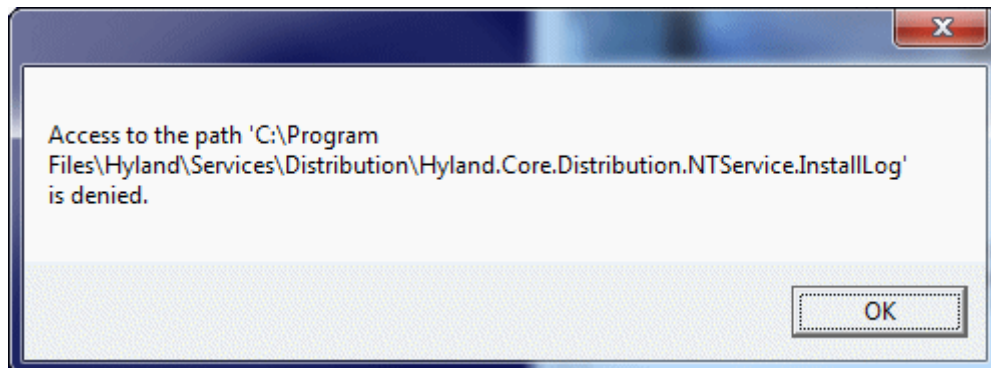 Access to the path 'C:\Program
Files\Hyland\Services\Distribution\Hyland.Core.Distribution.NTService.InstallLog'
is denied.
OK